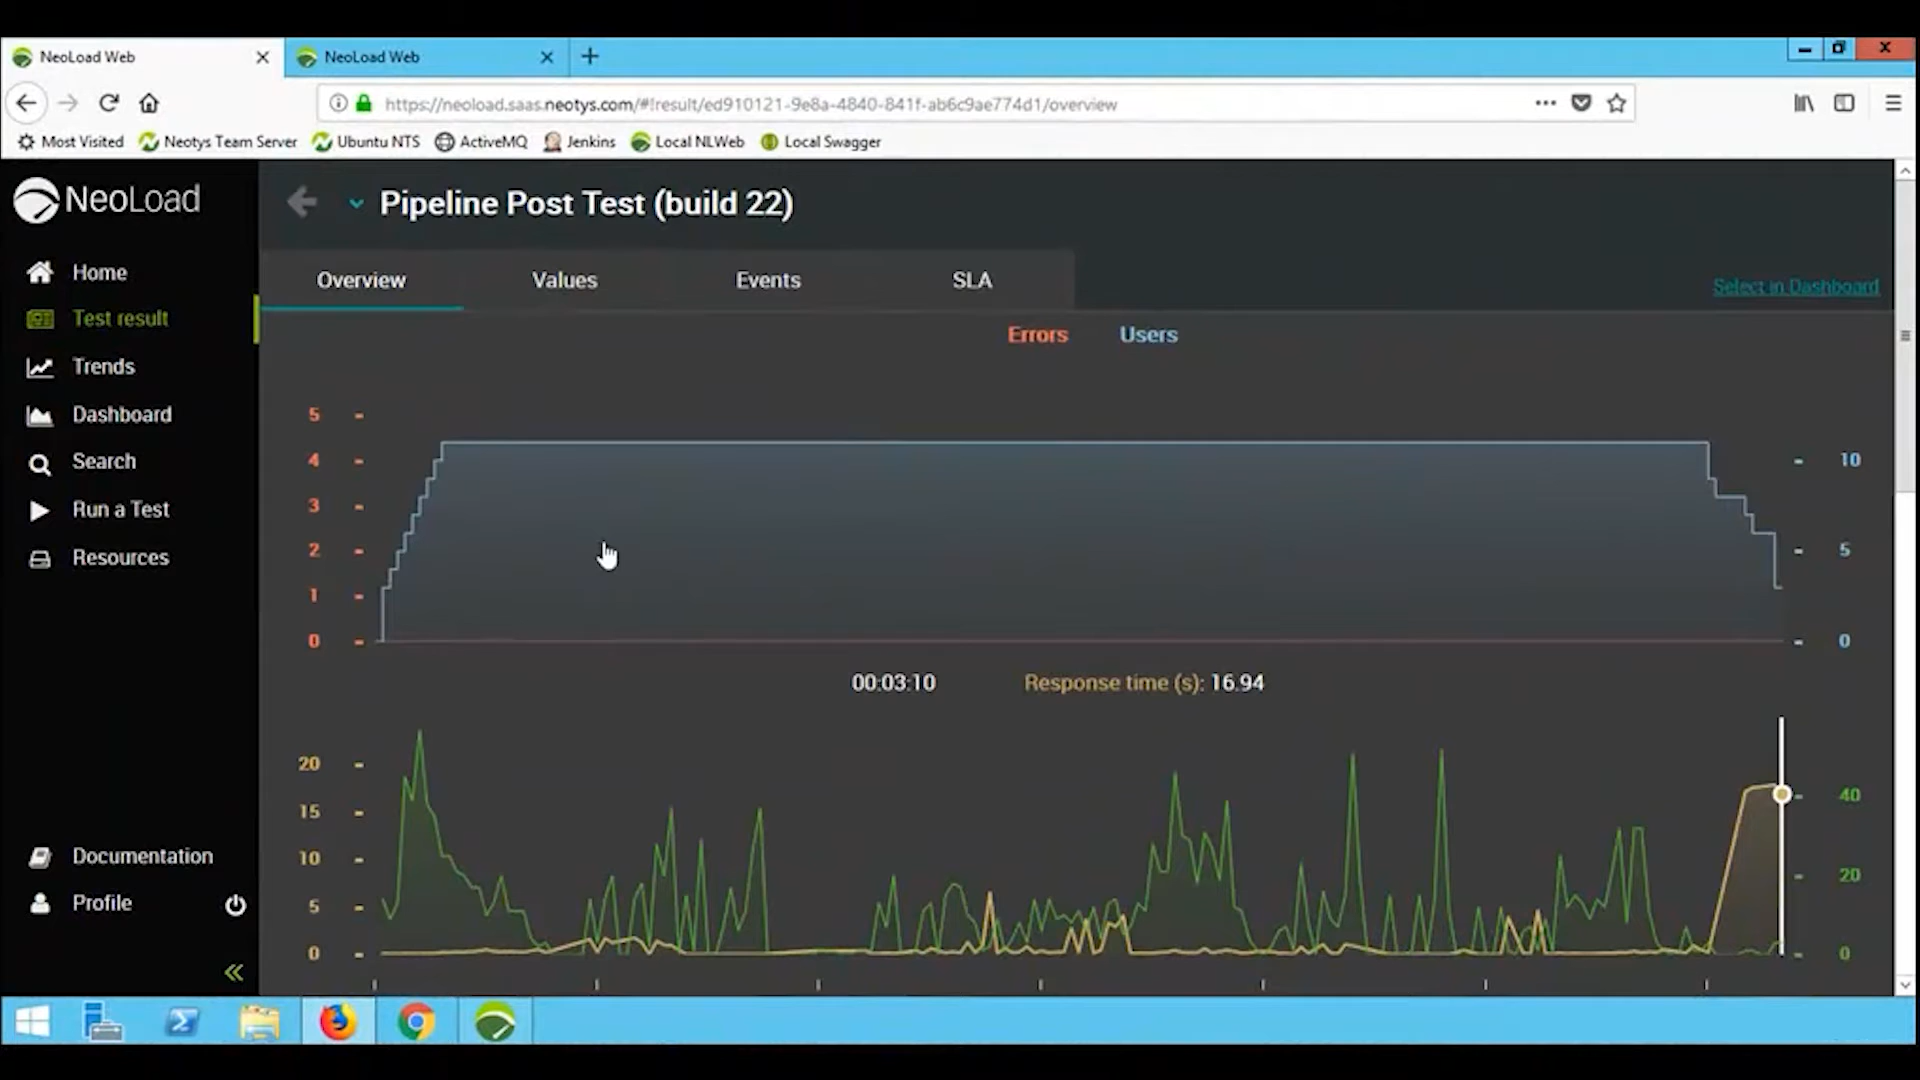 NeoLoad Web
NeoLoad Web
https://neoload.saas.neotys.com/#!result/ed910121-9e8a-4840-841f-ab6c9ae774d1/overview
Most Visited Neotys Team Server Ubuntu NTS ActiveMQ Jenkins Local NLWeb Local Swagger
NeoLoad
Home
Test result
Trends
Dashboard
Search
Run a Test
Resources
Documentation
Profile
Pipeline Post Test (build 22)
Overview Values Events SLA
Select in Dashboard
Errors Users
5
4 10
3
2 5
1
0 0
00:03:10 Response time (s): 16.94
20
15 40
10
5 20
0 0